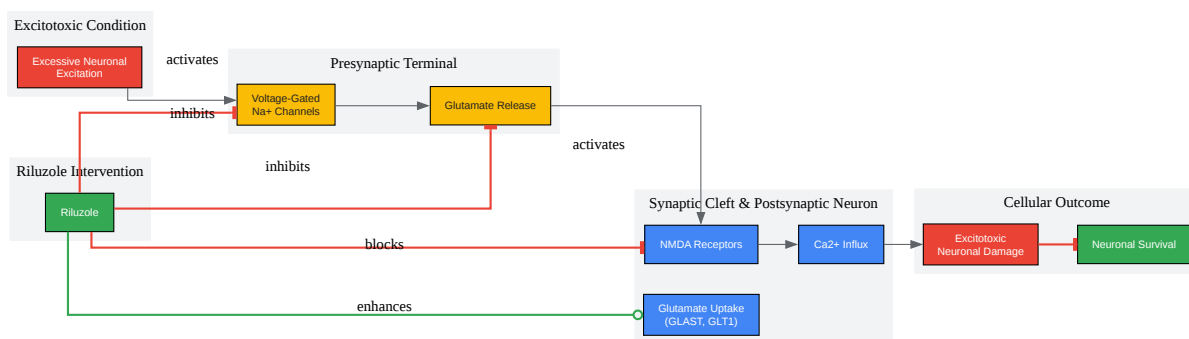 Excitotoxic Condition
Excessive Neuronal
Excitation
activates
Presynaptic Terminal
Voltage-Gated
Na+ Channels
Glutamate Release
inhibits
inhibits
activates
Riluzole Intervention
Riluzole
Synaptic Cleft & Postsynaptic Neuron
NMDA Receptors
Ca2+ Influx
Cellular Outcome
Excitotoxic
Neuronal Damage
Neuronal Survival
blocks
enhances
Glutamate Uptake
(GLAST, GLT1)